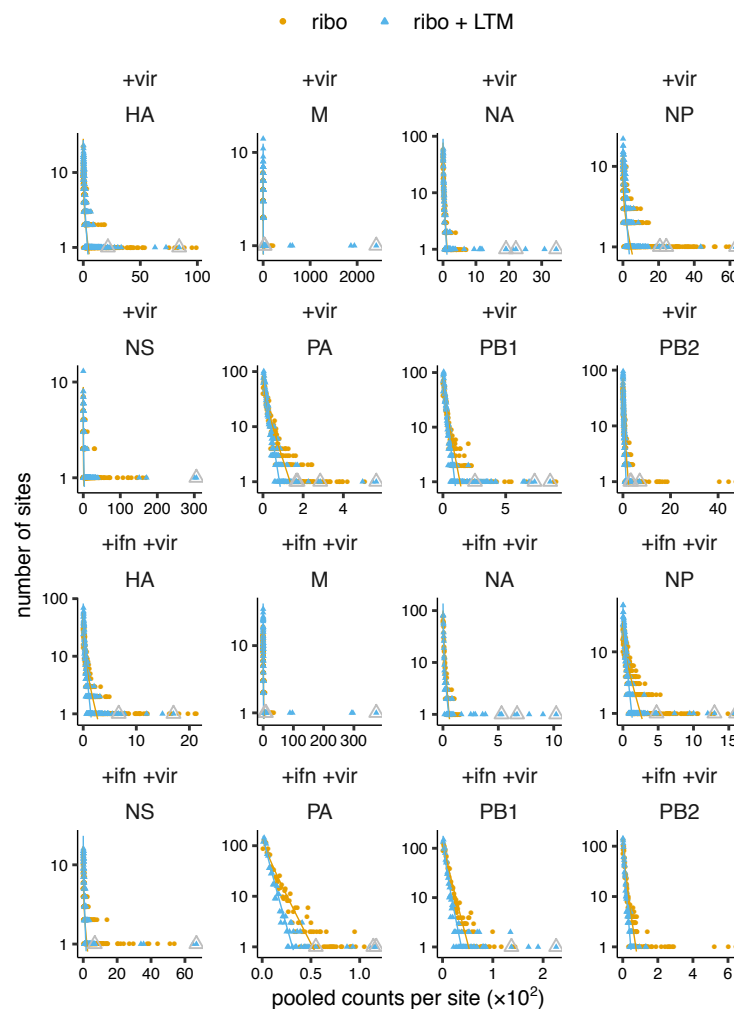 ribo ribo + LTM
+vir +vir +vir +vir
HA M NA NP
100
10 10 10
10
1 1 1 1
0 50 100 0 1000 2000 0 10 20 30 0 20 40 60
+vir +vir +vir +vir
NS PA PB1 PB2
100 100 100
10
10 10 10
1 1 1 1
0 100 200 300 0 2 4 0 5 0 20 40
+ifn +vir +ifn +vir +ifn +vir +ifn +vir
HA M NA NP
100 100
10 10 10 10
1 1 1 1
0 10 20 0 100 200 300 0 5 10 0 5 10 15
+ifn +vir +ifn +vir +ifn +vir +ifn +vir
NS PA PB1 PB2
100 100 100
10 10 10 10
1 1 1 1
0 20 40 60 0.0 0.5 1.0 0 1 2 0 2 4 6
number of sites
pooled counts per site (×10²)